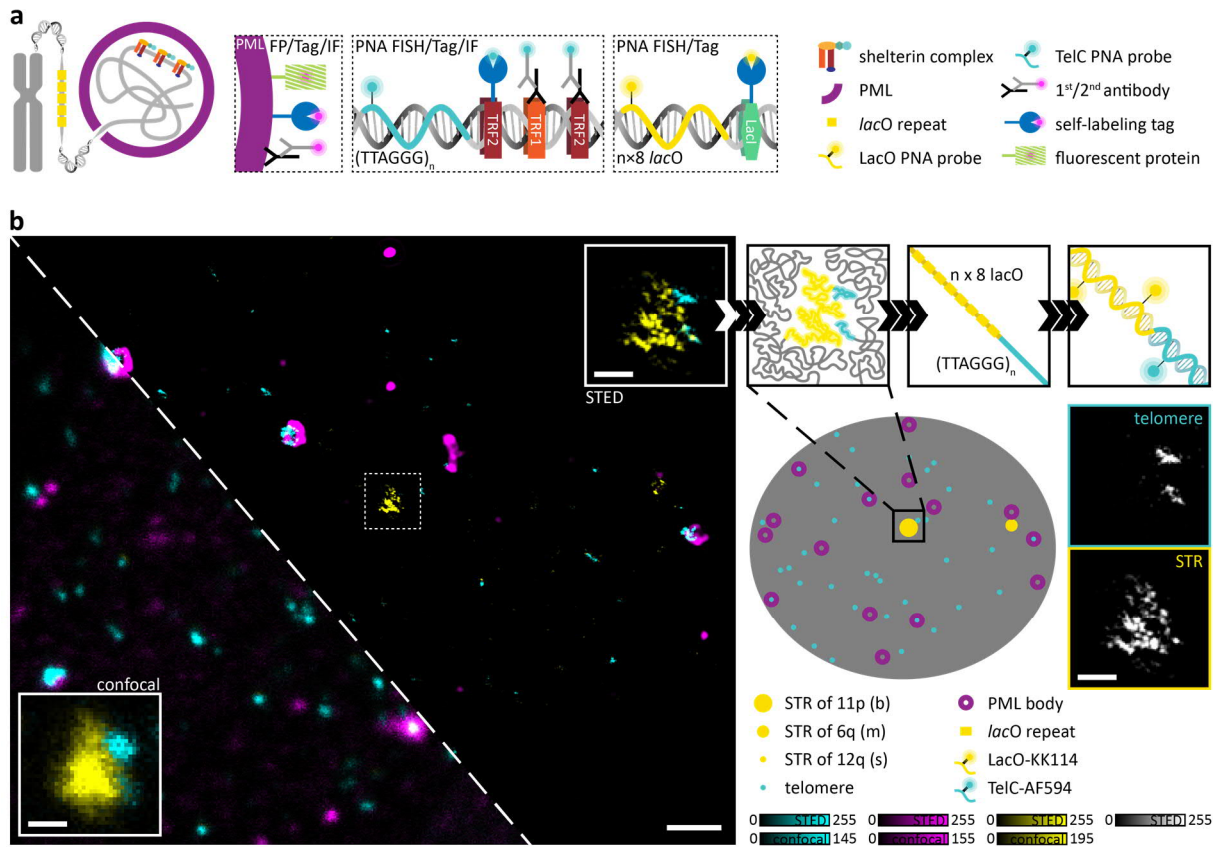 a
PML FP/Tag/IF
PNA FISH/Tag/IF
PNA FISH/Tag
(TTAGGG)n
TRF2
TRF1
TRF2
n×8 lacO
LacI
shelterin complex
PML
lacO repeat
LacO PNA probe
TelC PNA probe
1st/2nd antibody
self-labeling tag
fluorescent protein
b
STED
n x 8 lacO
(TTAGGG)n
telomere
STR
confocal
STR of 11p (b)
STR of 6q (m)
STR of 12q (s)
telomere
PML body
lacO repeat
LacO-KK114
TelC-AF594
0 STED 255
0 STED 255
0 STED 255
0 STED 255
0 confocal 145
0 confocal 155
0 confocal 195